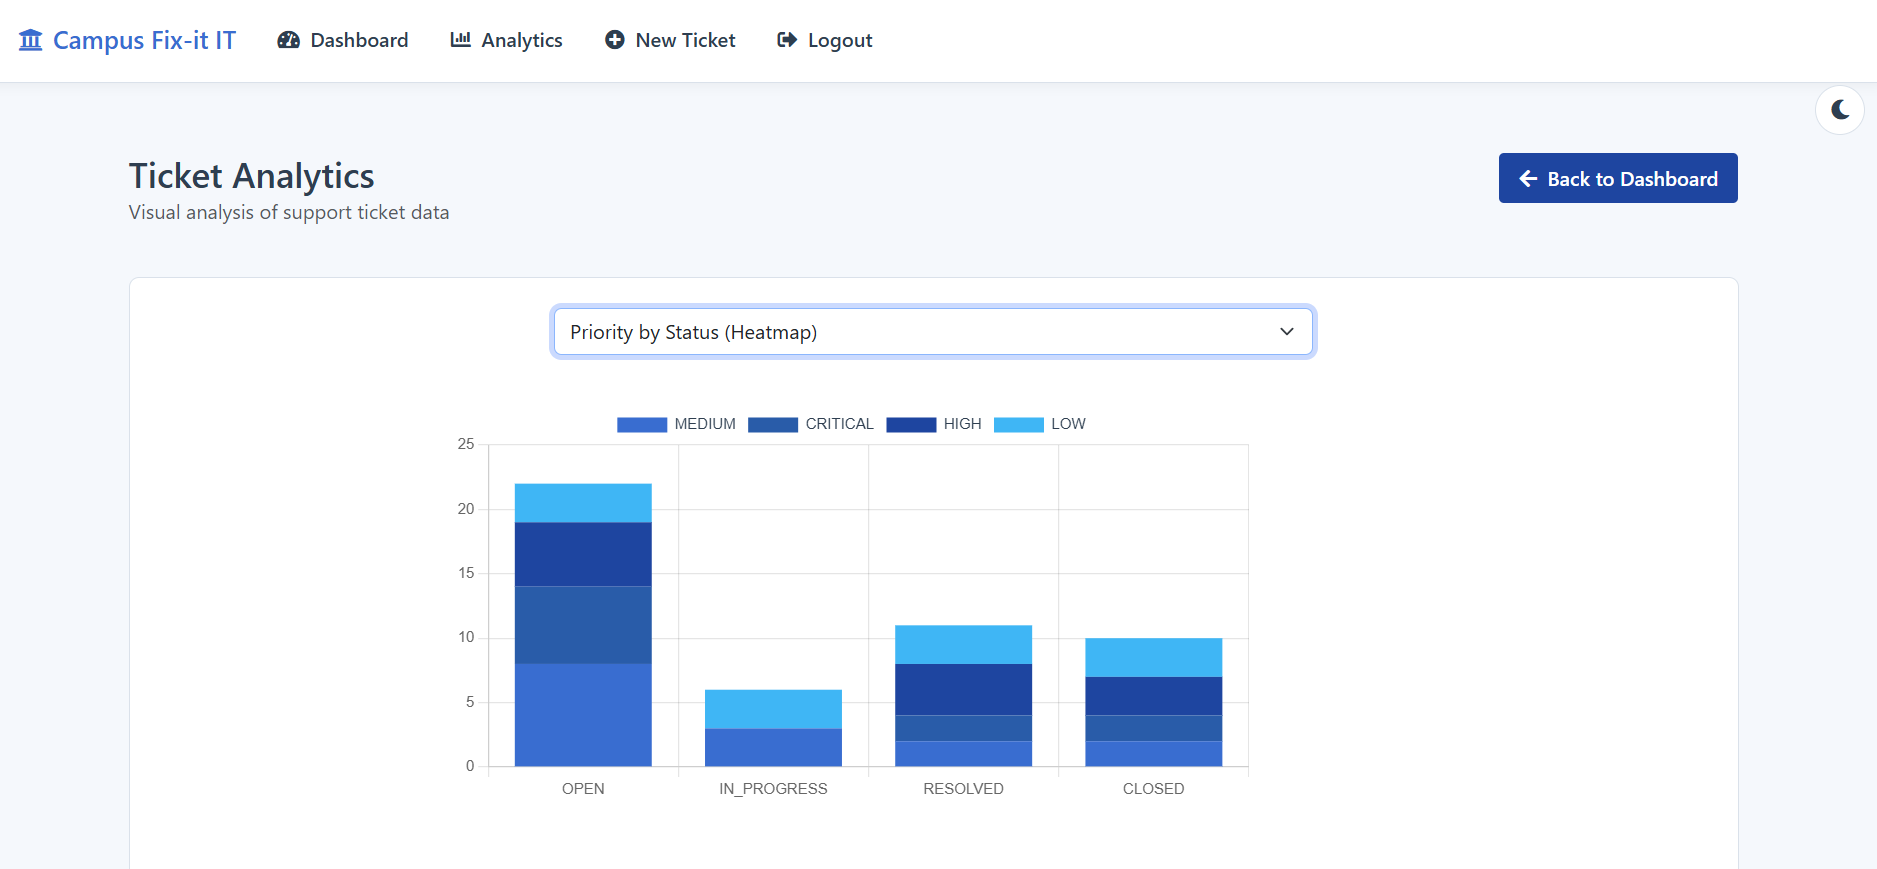 Campus Fix-it IT Dashboard Analytics New Ticket Logout
Ticket Analytics
Back to Dashboard
Visual analysis of support ticket data
Priority by Status (Heatmap)
MEDIUM CRITICAL HIGH LOW
25
20
15
10
5
0
OPEN IN_PROGRESS RESOLVED CLOSED